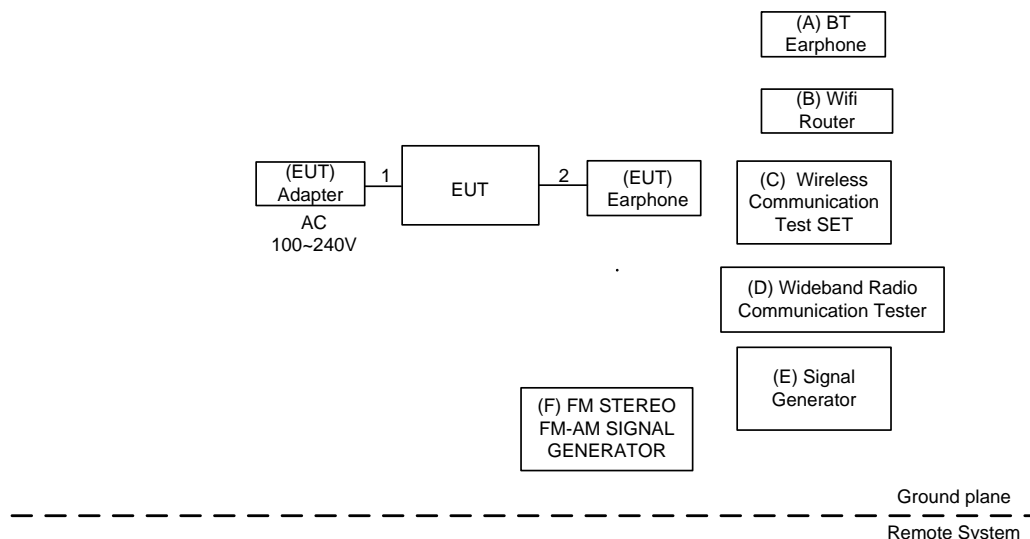 (A) BT
Earphone
(B) Wifi
Router
(EUT)
Adapter
1
EUT
2
(EUT)
Earphone
AC
100~240V
(C) Wireless
Communication
Test SET
(D) Wideband Radio
Communication Tester
(E) Signal
Generator
(F) FM STEREO
FM-AM SIGNAL
GENERATOR
Ground plane
Remote System